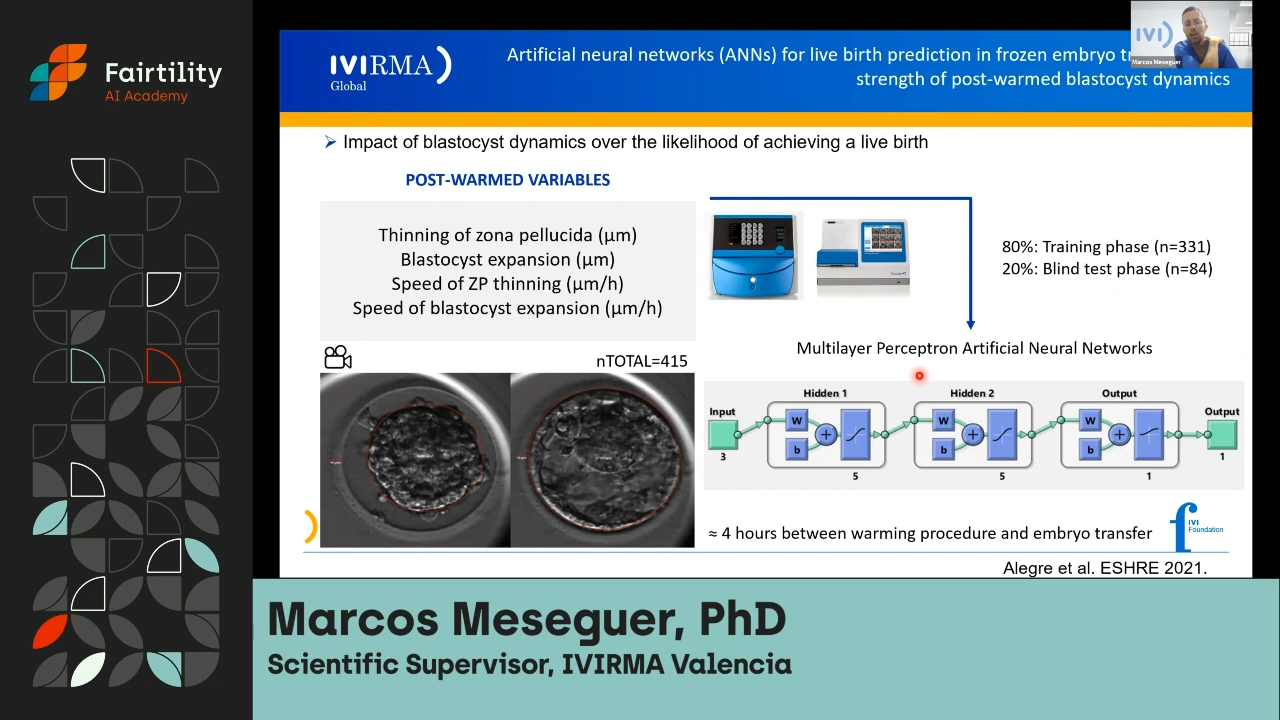 Fairtility
AI Academy
IVIRMA
Global
Artificial neural networks (ANNs) for live birth prediction in frozen embryo
strength of post-warmed blastocyst dynamics
IVI
Marcos Meseguer
Impact of blastocyst dynamics over the likelihood of achieving a live birth
POST-WARMED VARIABLES
Thinning of zona pellucida (µm)
Blastocyst expansion (µm)
Speed of ZP thinning (µm/h)
Speed of blastocyst expansion (µm/h)
nTOTAL=415
80%: Training phase (n=331)
20%: Blind test phase (n=84)
Multilayer Perceptron Artificial Neural Networks
Hidden 1
Hidden 2
Output
Input
Output
W
W
W
b
b
b
3
5
5
1
1
≈ 4 hours between warming procedure and embryo transfer
IVI
Foundation
Alegre et al. ESHRE 2021.
Marcos Meseguer, PhD
Scientific Supervisor, IVIRMA Valencia